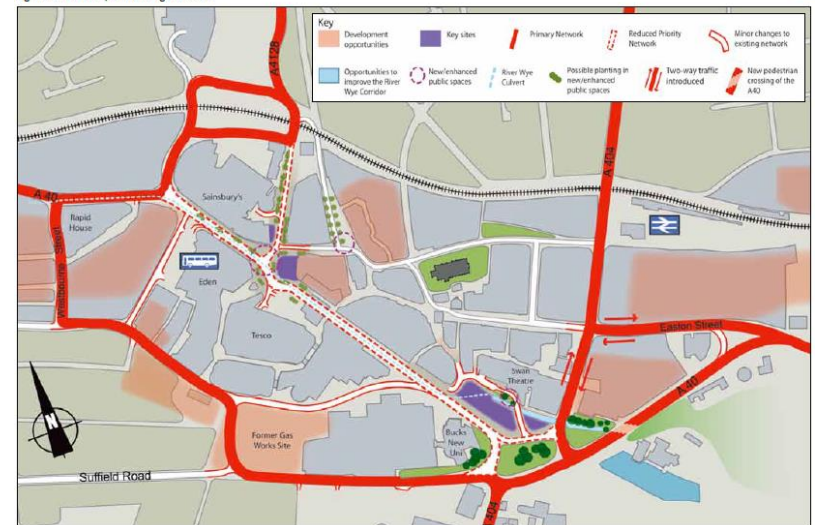 Key
Development
opportunities
Key sites
Primary Network
Reduced Priority
Network
Minor changes to
existing network
Opportunities to
improve the River
Wye Corridor
New/enhanced
public spaces
River Wye
Culvert
Possible planting in
new/enhanced
public spaces
Two-way traffic
introduced
New pedestrian
crossing of the
A40
A4128
A 404
A 40
Sainsbury's
Rapid
House
Westbourne Street
Eden
Tesco
Easton Street
Swan
Theatre
A 40
Former Gas
Works Site
Bucks
New
Uni
Suffield Road
404
N